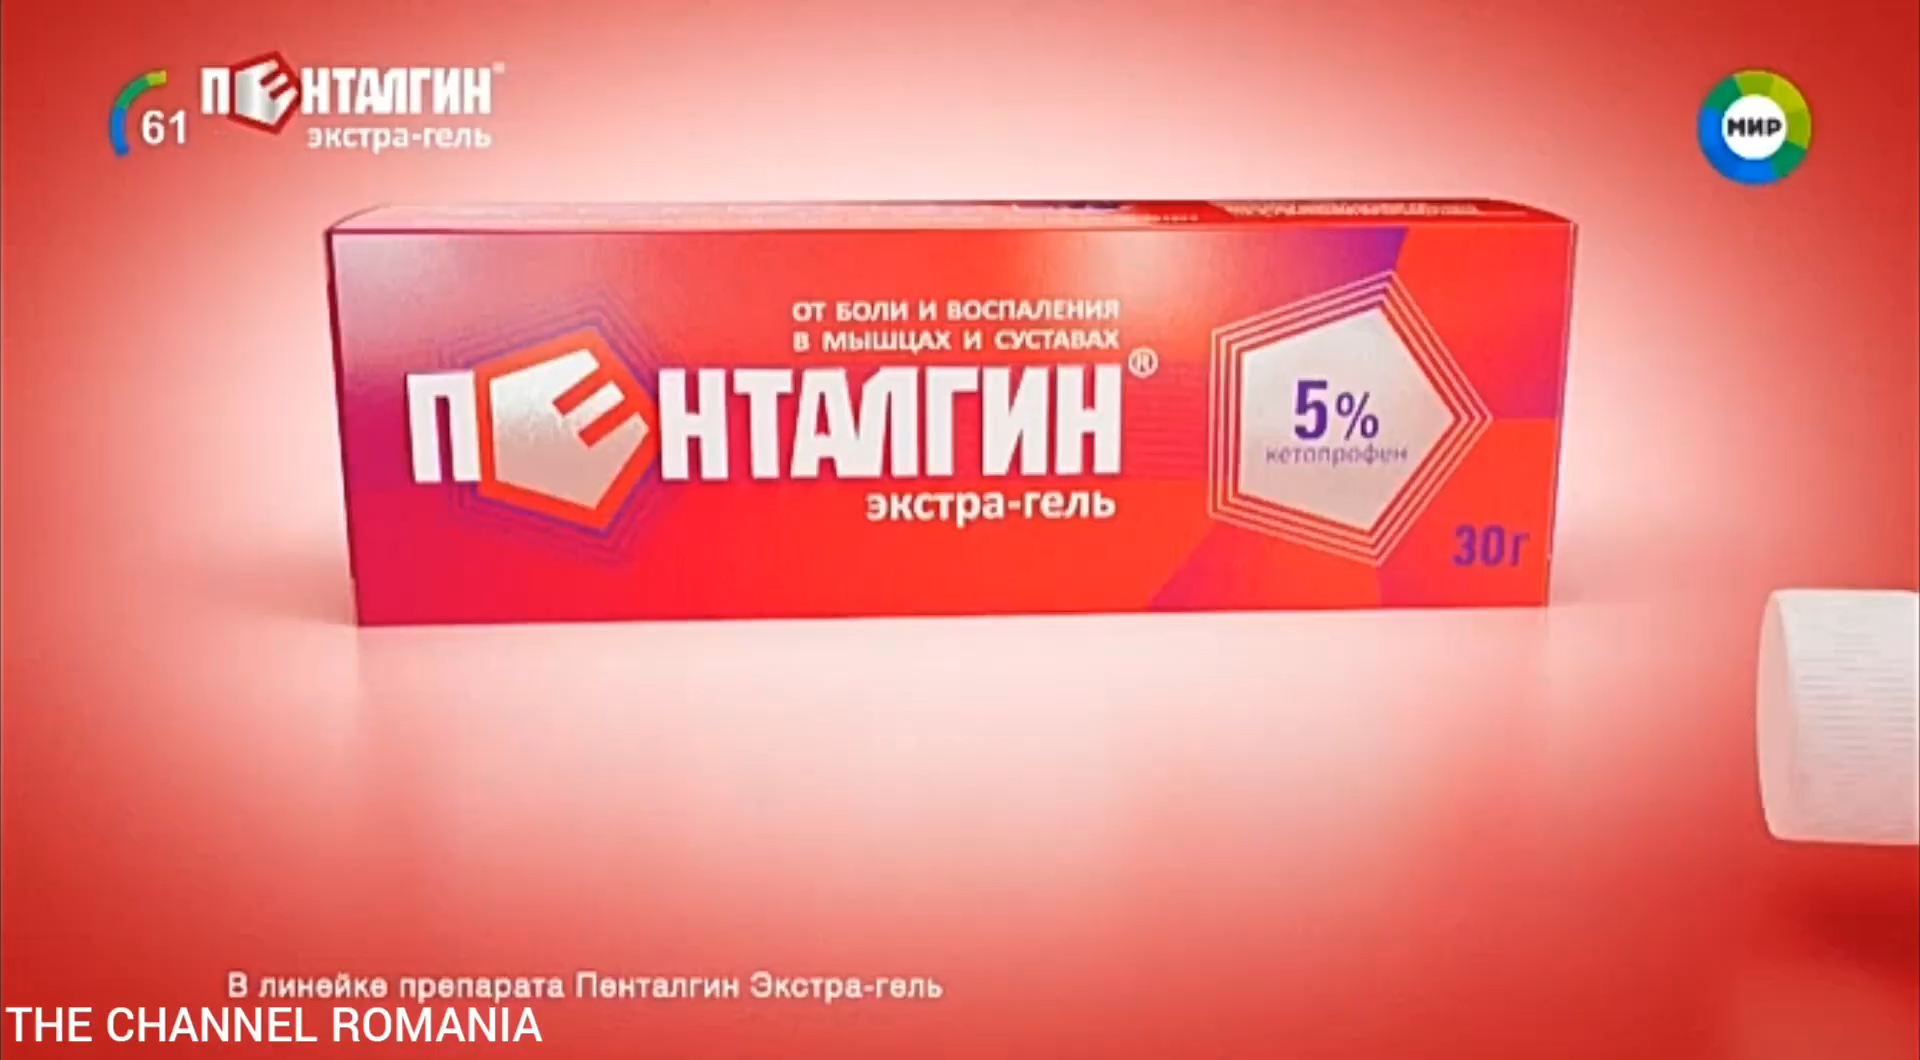 61
ПЕНТАЛГИН®
экстра-гель
МИР
ОТ БОЛИ И ВОСПАЛЕНИЯ
В МЫШЦАХ И СУСТАВАХ
ПЕНТАЛГИН®
экстра-гель
5%
кетопрофен
30г
В линейке препарата Пенталгин Экстра-гель
THE CHANNEL ROMANIA